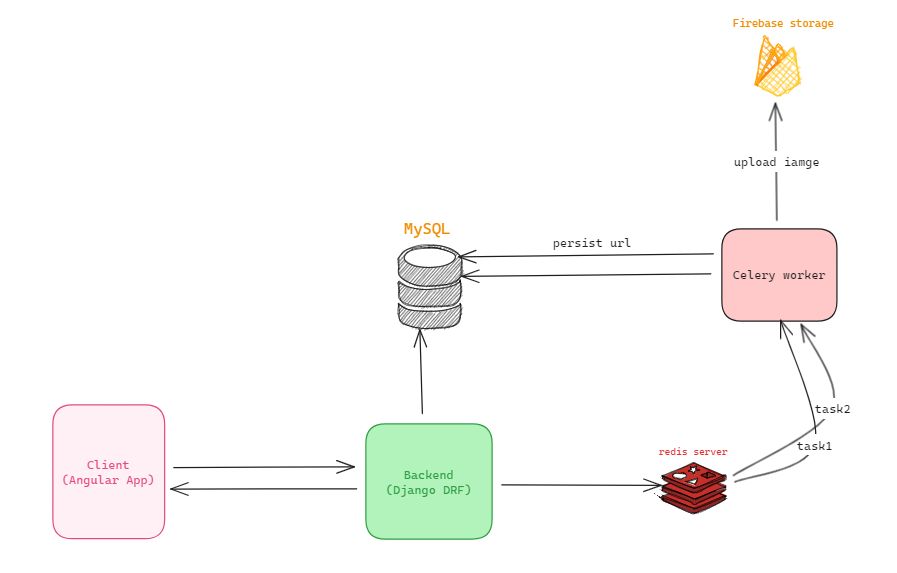 Firebase storage
upload iamge
MySQL
persist url
Celery worker
task2
task1
redis server
Client
(Angular App)
Backend
(Django DRF)